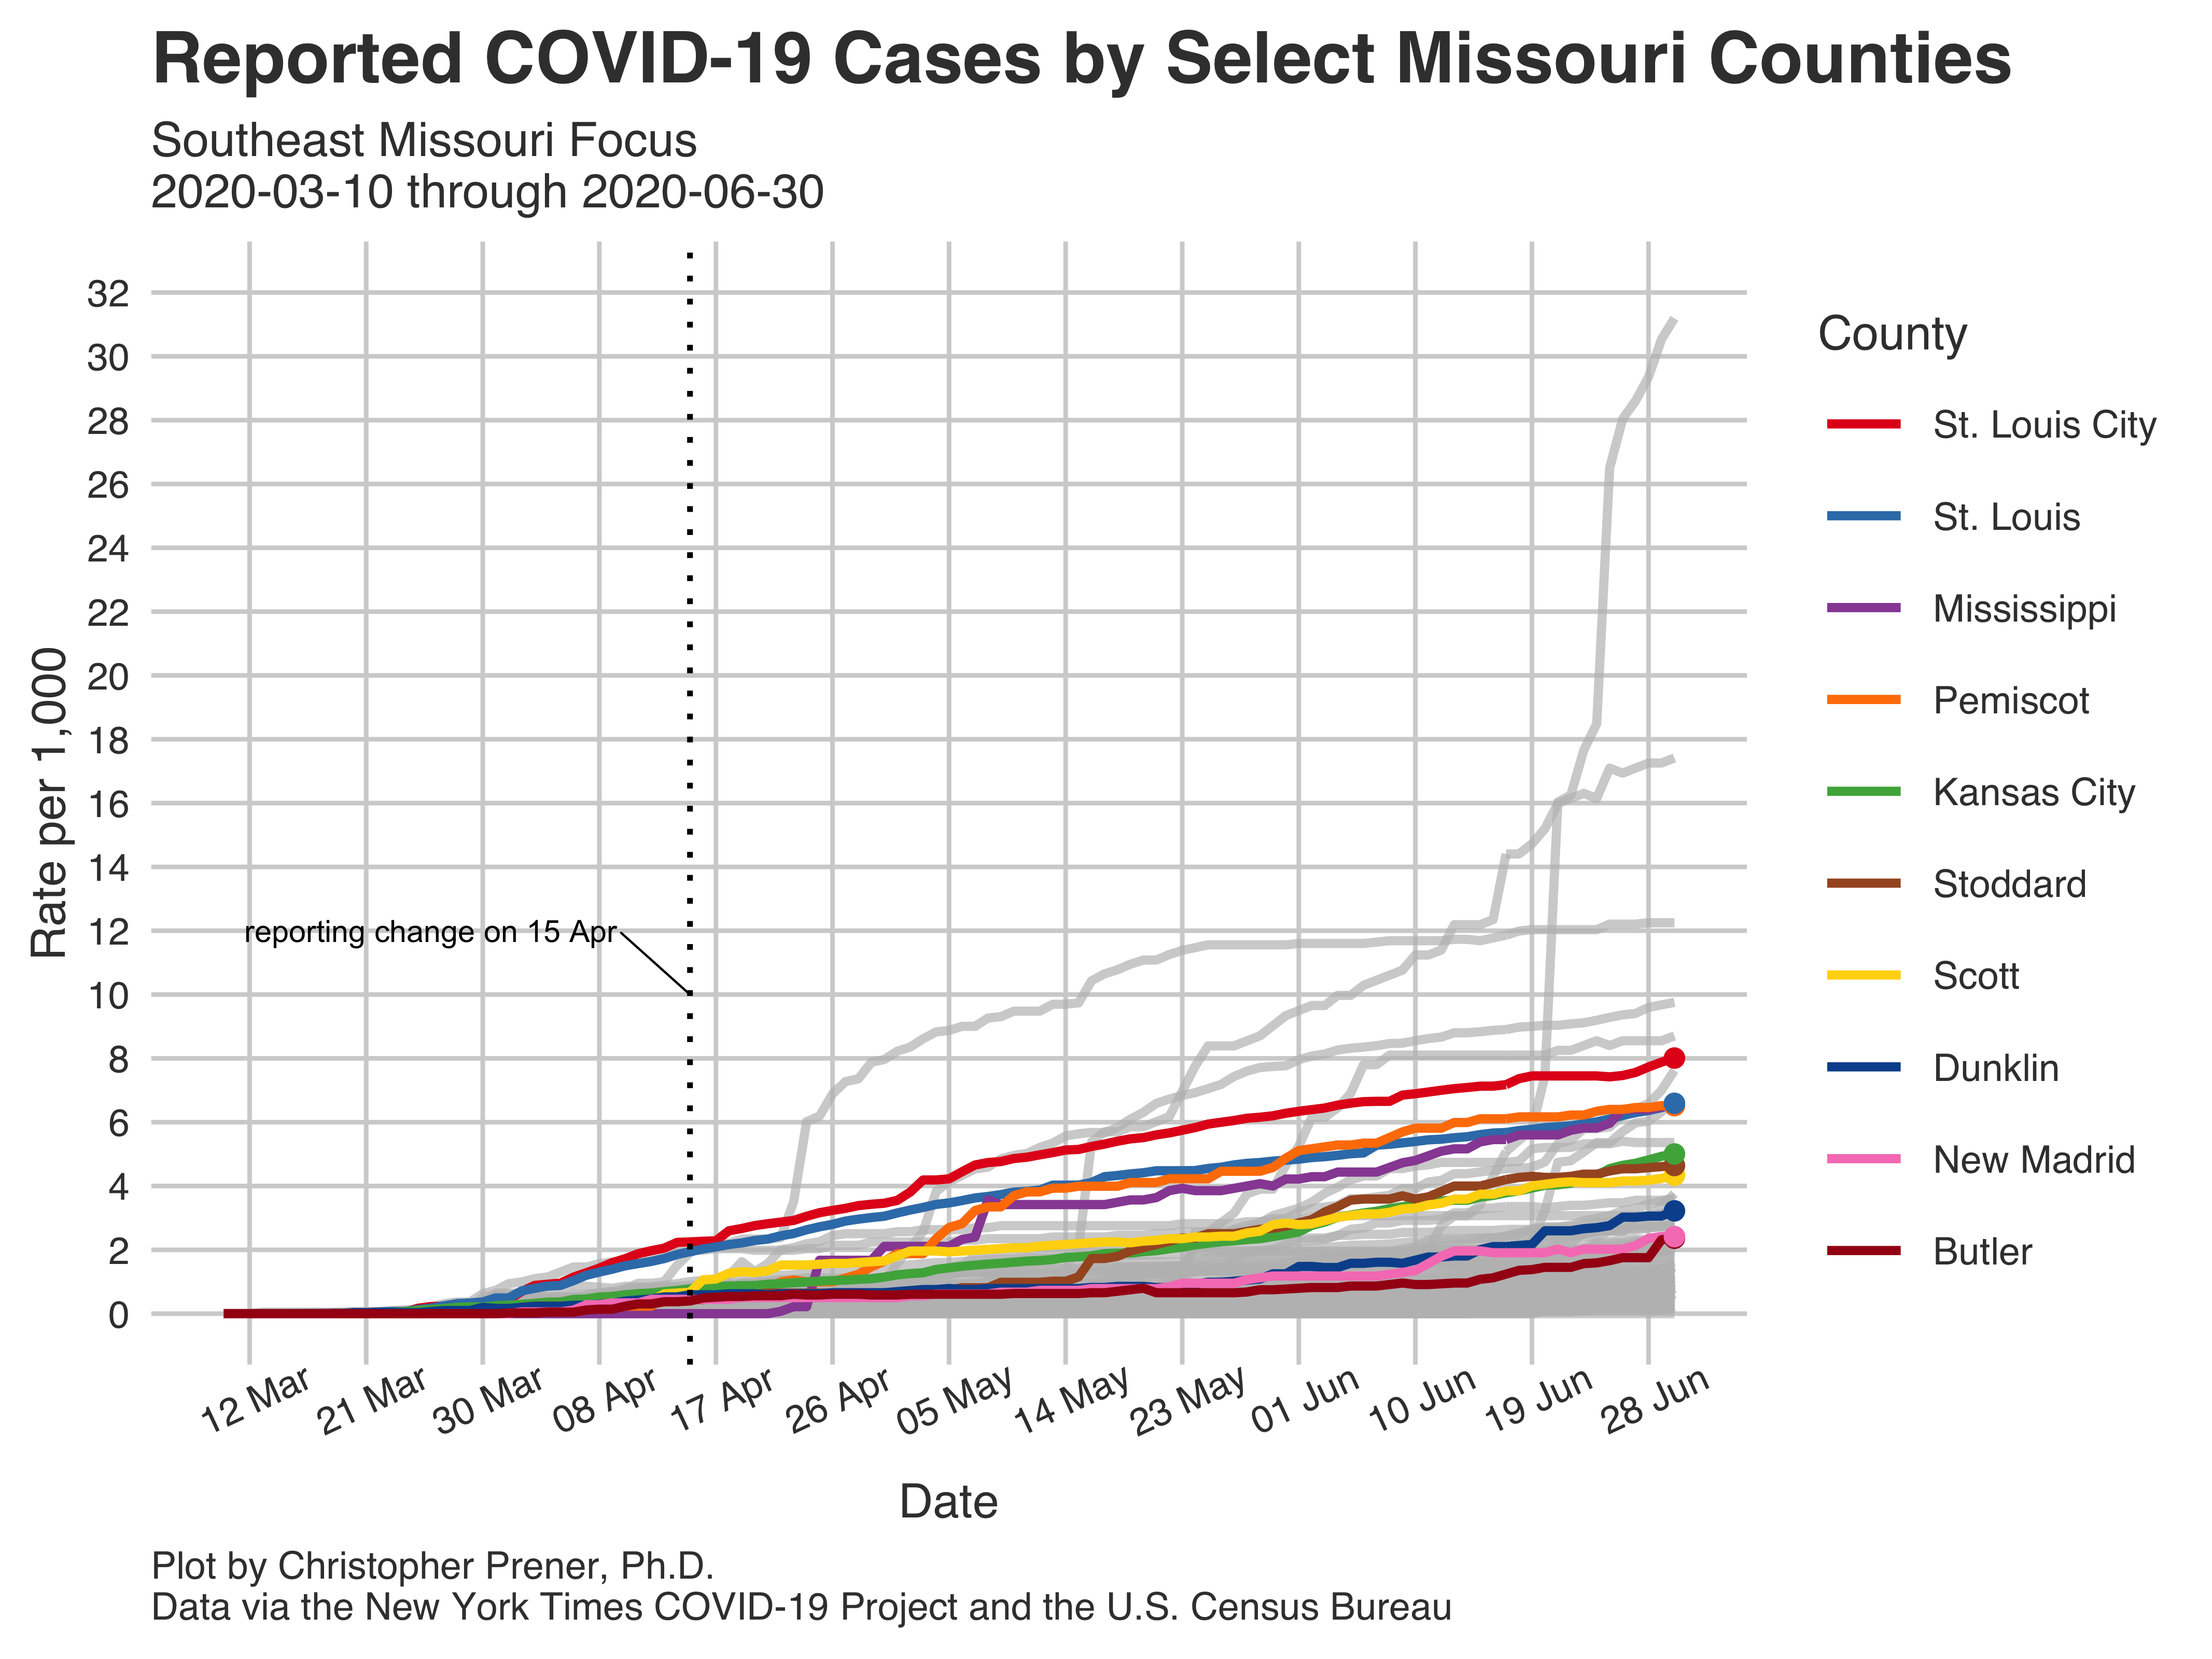 Reported COVID-19 Cases by Select Missouri Counties
Southeast Missouri Focus
2020-03-10 through 2020-06-30
Rate per 1,000
32
30
28
26
24
22
20
18
16
14
12
10
8
6
4
2
0
reporting change on 15 Apr
12 Mar
21 Mar
30 Mar
08 Apr
17 Apr
26 Apr
05 May
14 May
23 May
01 Jun
10 Jun
19 Jun
28 Jun
Date
County
St. Louis City
St. Louis
Mississippi
Pemiscot
Kansas City
Stoddard
Scott
Dunklin
New Madrid
Butler
Plot by Christopher Prener, Ph.D.
Data via the New York Times COVID-19 Project and the U.S. Census Bureau